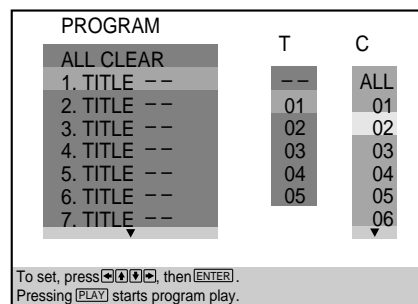 PROGRAM
T C
ALL CLEAR
1. TITLE – –
2. TITLE – –
3. TITLE – –
4. TITLE – –
5. TITLE – –
6. TITLE – –
7. TITLE – –
– –
01
02
03
04
05
ALL
01
02
03
04
05
06
To set, press ←↑↓→, then ENTER.
Pressing PLAY starts program play.